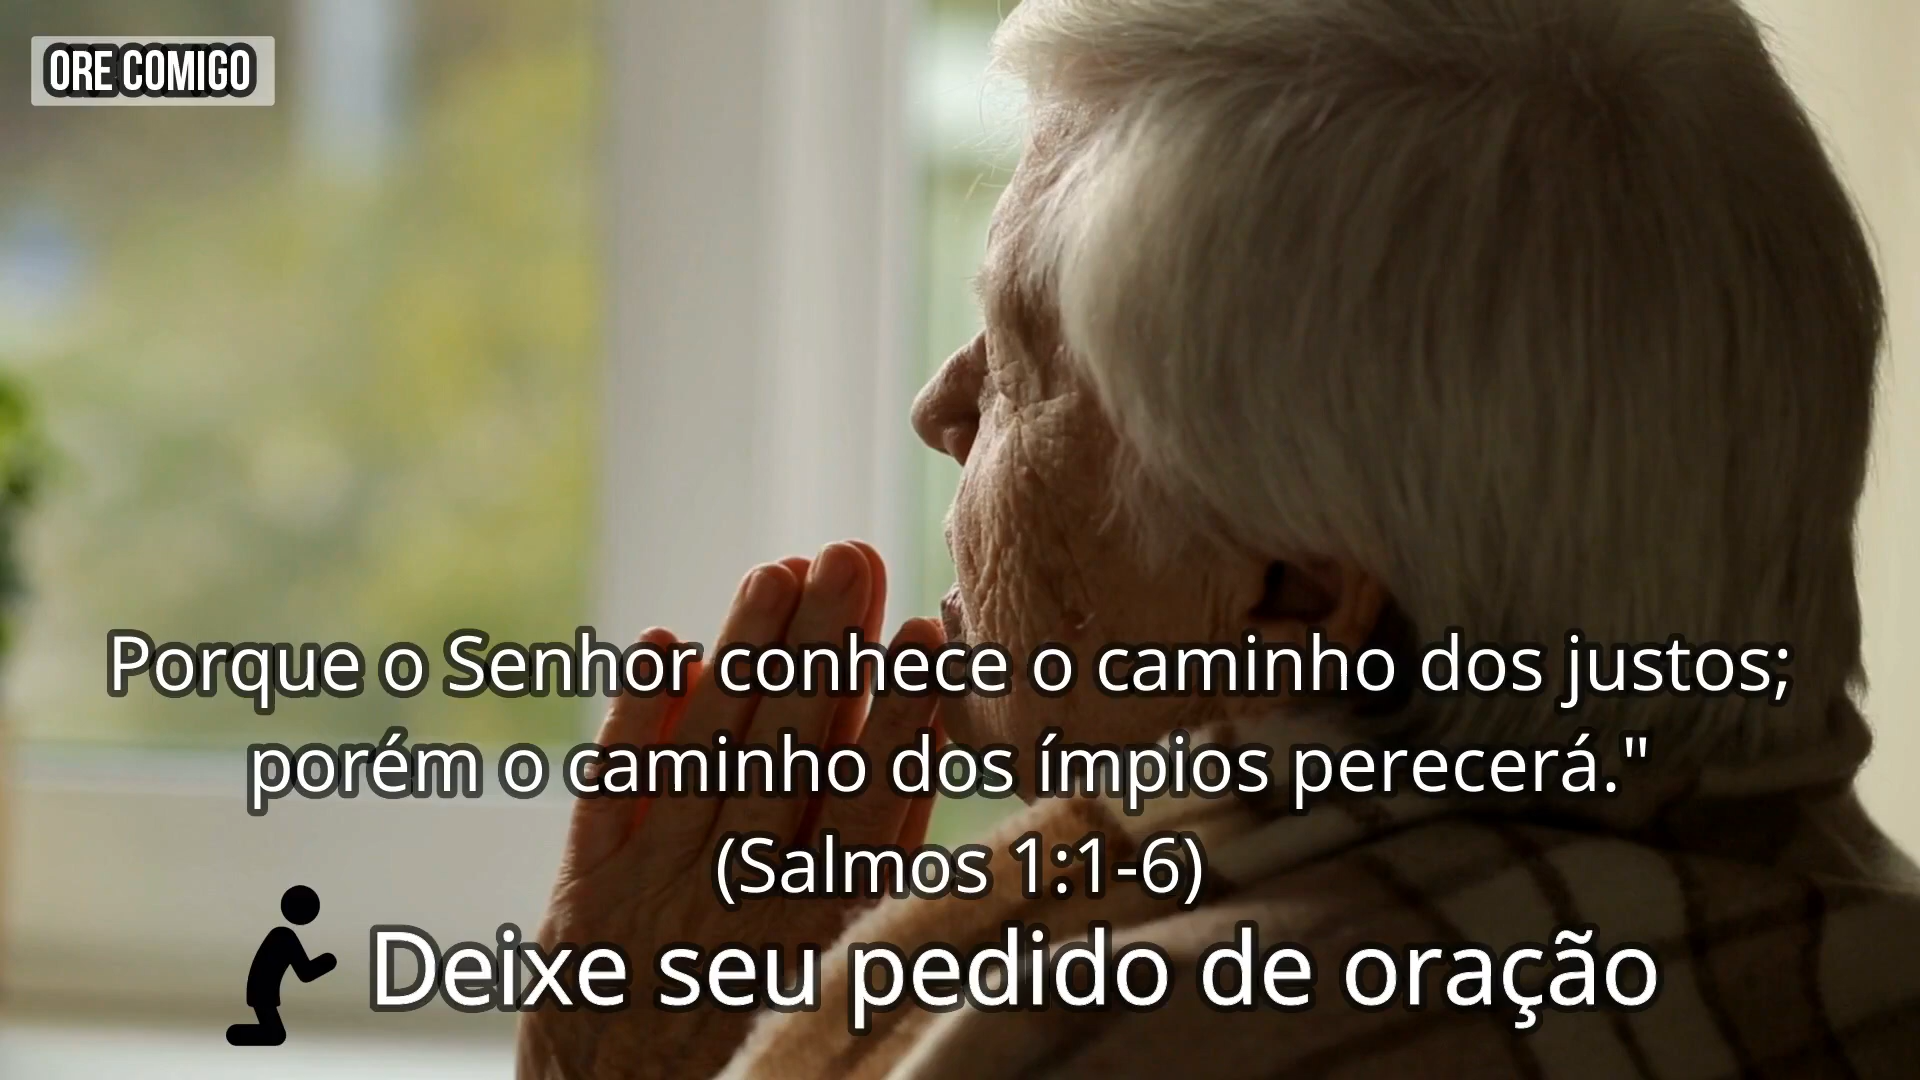 ORE COMIGO
Porque o Senhor conhece o caminho dos justos;
porém o caminho dos ímpios perecerá."
(Salmos 1:1-6)
Deixe seu pedido de oração